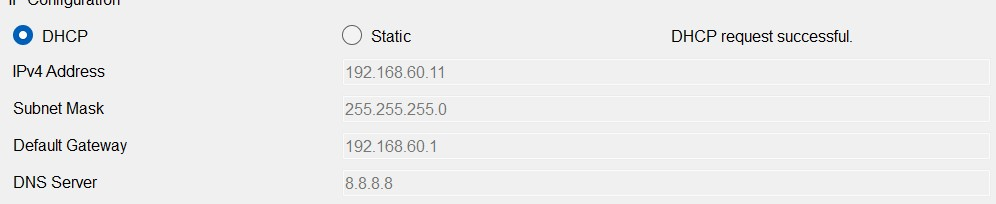 IP Configuration
DHCP Static DHCP request successful.
IPv4 Address 192.168.60.11
Subnet Mask 255.255.255.0
Default Gateway 192.168.60.1
DNS Server 8.8.8.8